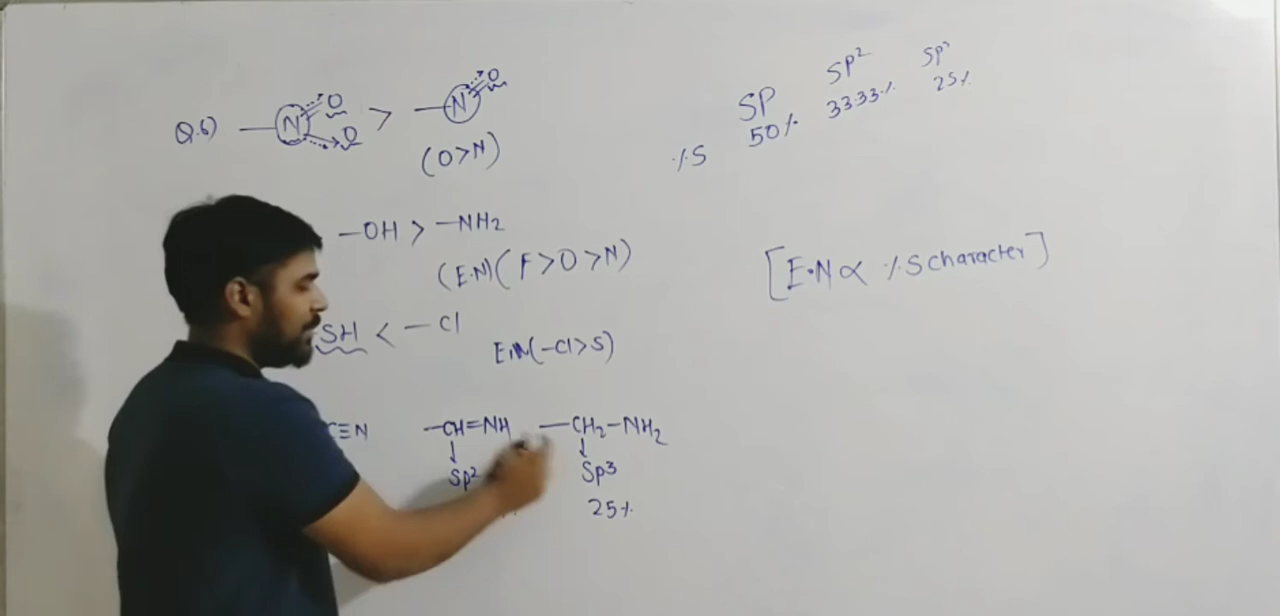 Q.6) —N=O →O > —N=O
(O>N)
—OH > —NH2
(E.N)(F>O>N)
SH < —Cl
E.N(-Cl>S)
C≡N —CH=NH —CH2-NH2
↓ ↓
Sp2 Sp3
25%
SP SP2 SP3
%S 50% 33.33% 25%
[E.N ∝ %S character]